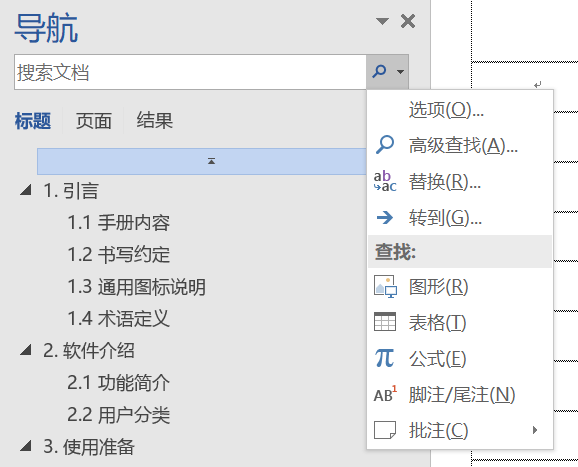 导航
搜索文档
标题 页面 结果
1. 引言
1.1 手册内容
1.2 书写约定
1.3 通用图标说明
1.4 术语定义
2. 软件介绍
2.1 功能简介
2.2 用户分类
3. 使用准备
选项(O)...
高级查找(A)...
替换(R)...
转到(G)...
查找:
图形(R)
表格(T)
公式(E)
脚注/尾注(N)
批注(C)